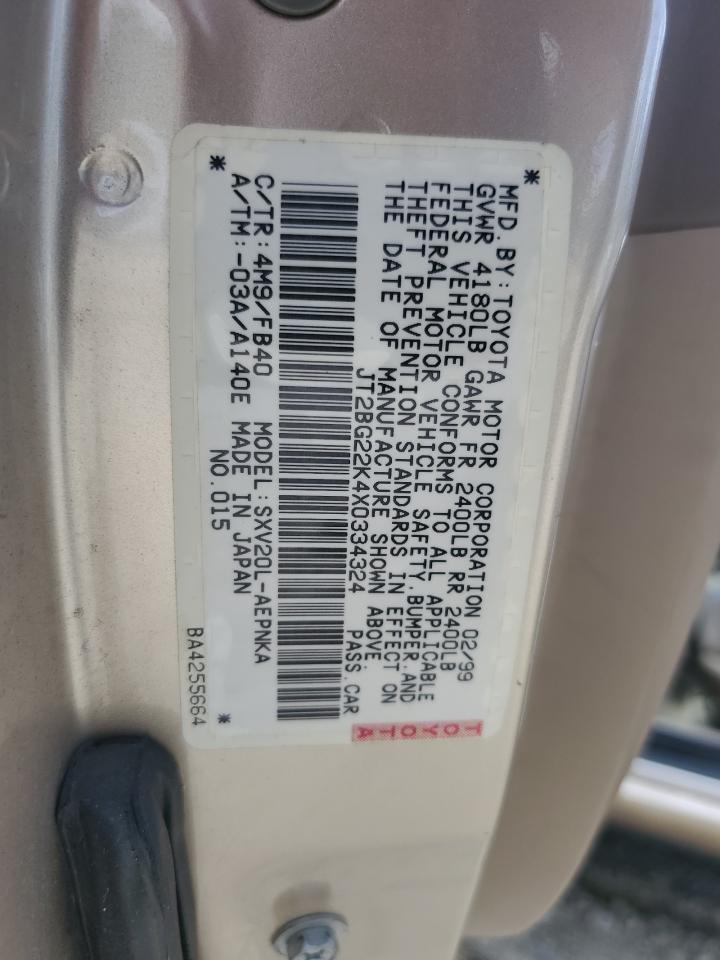 MFD.BY:TOYOTA MOTOR CORPORATION 02/99
GVWR 4180LB GAWR FR 2400LB RR 2400LB
THIS VEHICLE CONFORMS TO ALL APPLICABLE
FEDERAL MOTOR VEHICLE SAFETY,BUMPER,AND
THEFT PREVENTION STANDARDS IN EFFECT ON
THE DATE OF MANUFACTURE SHOWN ABOVE.
JT2BG22K4X0334324 PASS.CAR
C/TR:4M9/FB40 MODEL:SXV20L-AEPNKA
A/TM:-03A/A140E MADE IN JAPAN
NO.015
BA4255664
TOYOTA